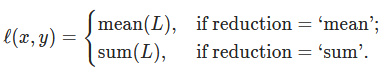 ℓ(x, y) = { mean(L), if reduction = ‘mean’;
sum(L), if reduction = ‘sum’.